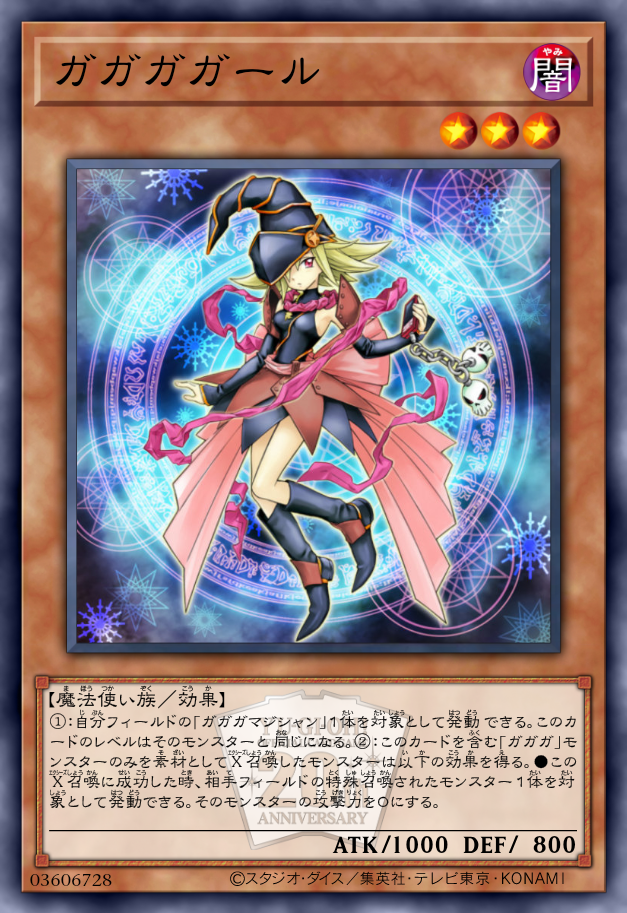 ガガガガール
やみ
闇
【魔法使い族／効果】
①：自分フィールドの「ガガガマジシャン」1体を対象として発動できる。このカ
ードのレベルはそのモンスターと同じになる。②：このカードを含む「ガガガ」モ
ンスターのみを素材としてX召喚したモンスターは以下の効果を得る。●この
X召喚に成功した時、相手フィールドの特殊召喚されたモンスター1体を対
象として発動できる。そのモンスターの攻撃力を0にする。
ANNIVERSARY
ATK/1000 DEF/ 800
03606728
©スタジオ・ダイス／集英社・テレビ東京・KONAMI